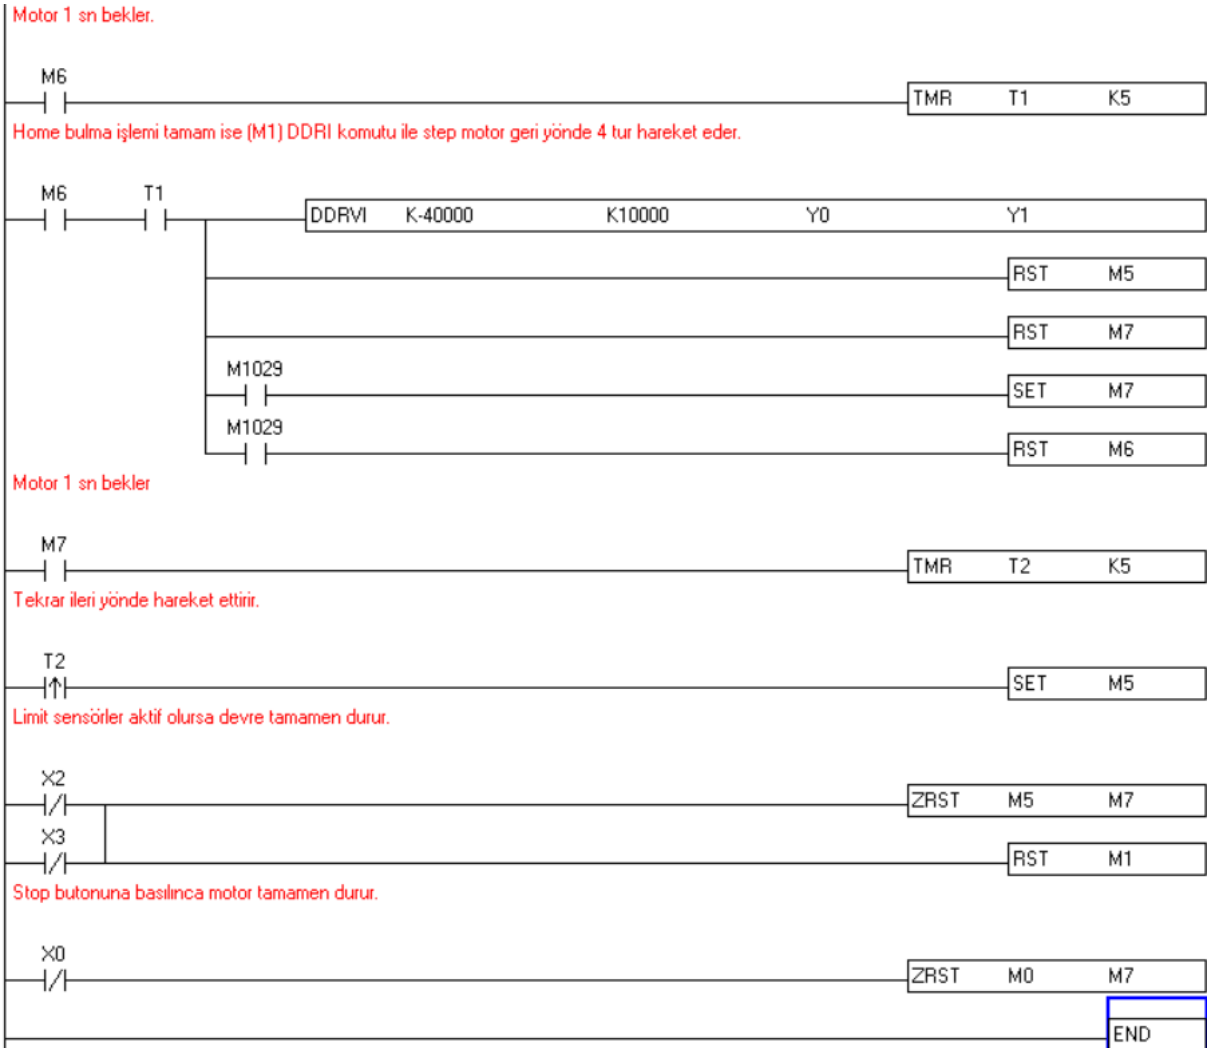 Motor 1 sn bekler.
M6
TMR T1 K5
Home bulma işlemi tamam ise (M1) DDRI komutu ile step motor geri yönde 4 tur hareket eder.
M6 T1
DDRVI K-40000 K10000 Y0 Y1
RST M5
RST M7
M1029
SET M7
M1029
RST M6
Motor 1 sn bekler
M7
TMR T2 K5
Tekrar ileri yönde hareket ettirir.
T2
SET M5
Limit sensörler aktif olursa devre tamamen durur.
X2
ZRST M5 M7
X3
RST M1
Stop butonuna basılınca motor tamamen durur.
X0
ZRST M0 M7
END